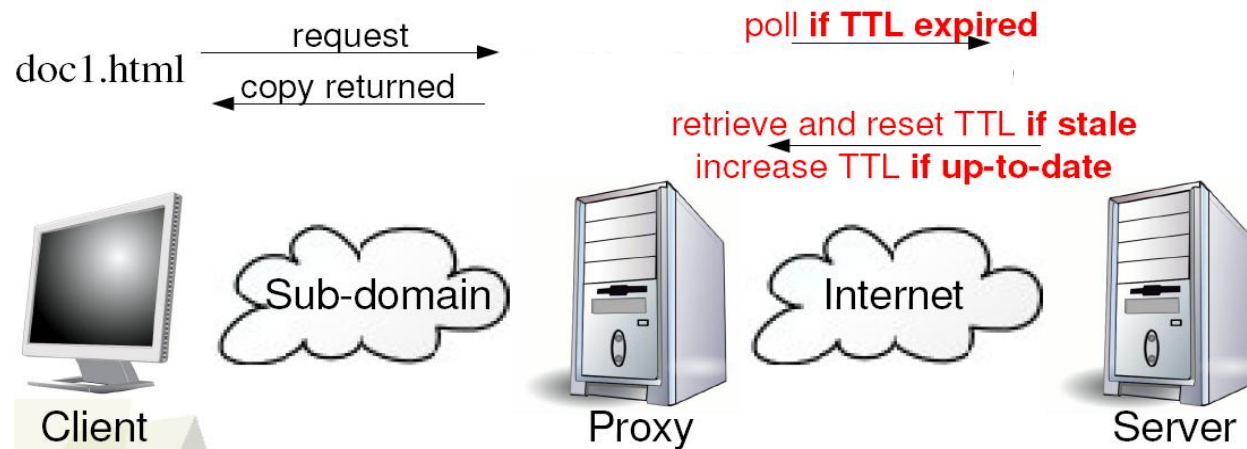 request
poll if TTL expired
doc1.html
copy returned
retrieve and reset TTL if stale
increase TTL if up-to-date
Sub-domain
Internet
Client
Proxy
Server